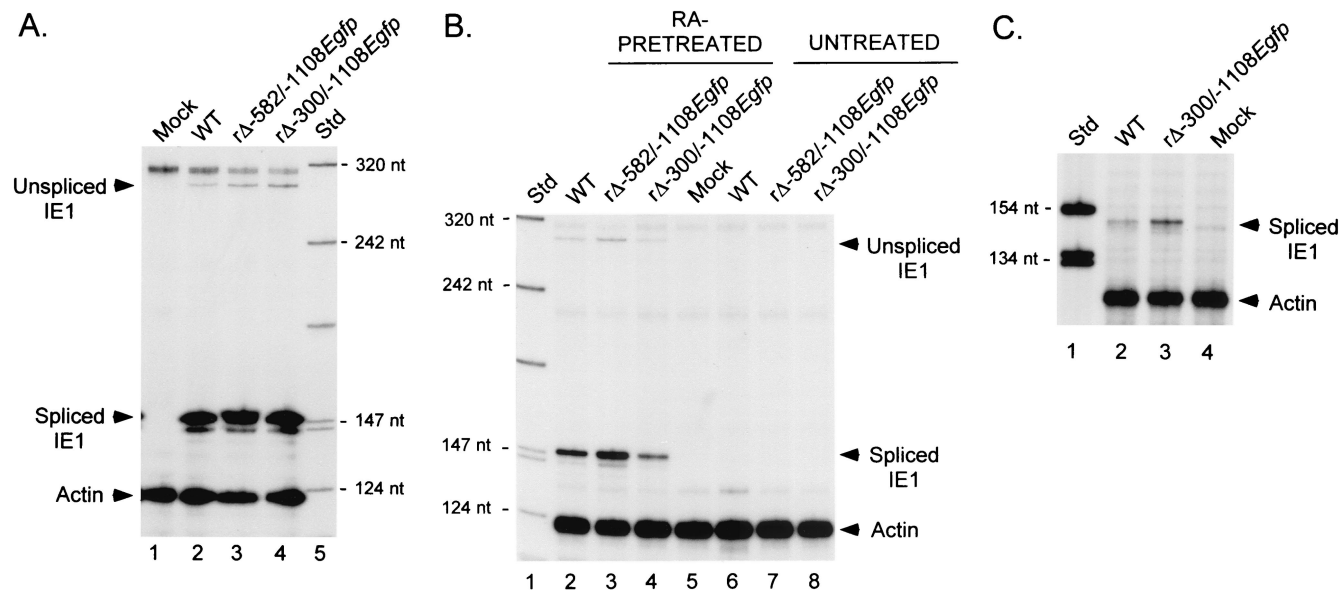 A.
Mock
WT
rΔ-582/-1108Egfp
rΔ-300/-1108Egfp
Std
Unspliced
IE1
Spliced
IE1
Actin
- 320 nt
- 242 nt
- 147 nt
- 124 nt
1 2 3 4 5
B.
RA-
PRETREATED
UNTREATED
Std
WT
rΔ-582/-1108Egfp
rΔ-300/-1108Egfp
Mock
WT
rΔ-582/-1108Egfp
rΔ-300/-1108Egfp
320 nt -
242 nt -
147 nt -
124 nt -
Unspliced
IE1
Spliced
IE1
Actin
1 2 3 4 5 6 7 8
C.
Std
WT
rΔ-300/-1108Egfp
Mock
154 nt -
134 nt -
Spliced
IE1
Actin
1 2 3 4